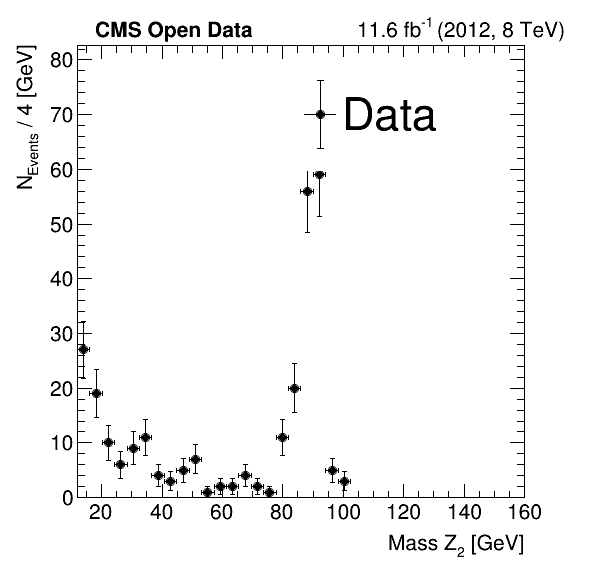 CMS Open Data 11.6 fb⁻¹ (2012, 8 TeV)
N_Events / 4 [GeV]
80
70
60
50
40
30
20
10
0
Data
20 40 60 80 100 120 140 160
Mass Z₂ [GeV]